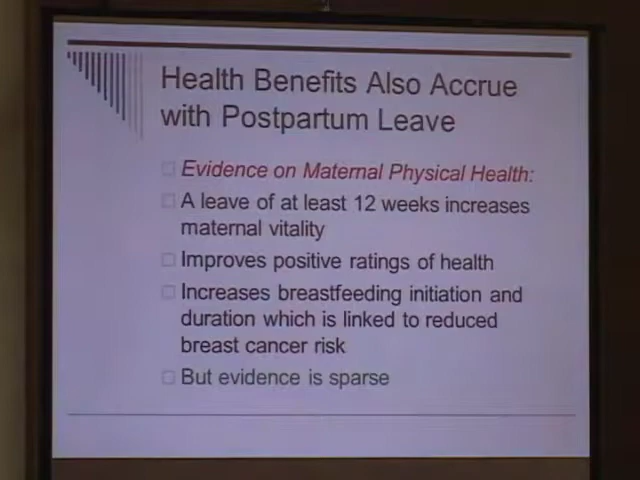 Health Benefits Also Accrue
with Postpartum Leave
Evidence on Maternal Physical Health:
A leave of at least 12 weeks increases
maternal vitality
Improves positive ratings of health
Increases breastfeeding initiation and
duration which is linked to reduced
breast cancer risk
But evidence is sparse